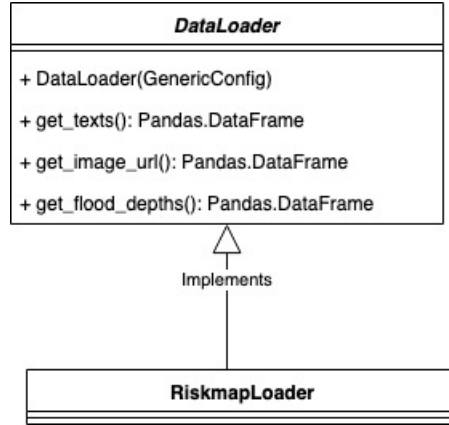 DataLoader
+ DataLoader(GenericConfig)
+ get_texts(): Pandas.DataFrame
+ get_image_url(): Pandas.DataFrame
+ get_flood_depths(): Pandas.DataFrame
Implements
RiskmapLoader